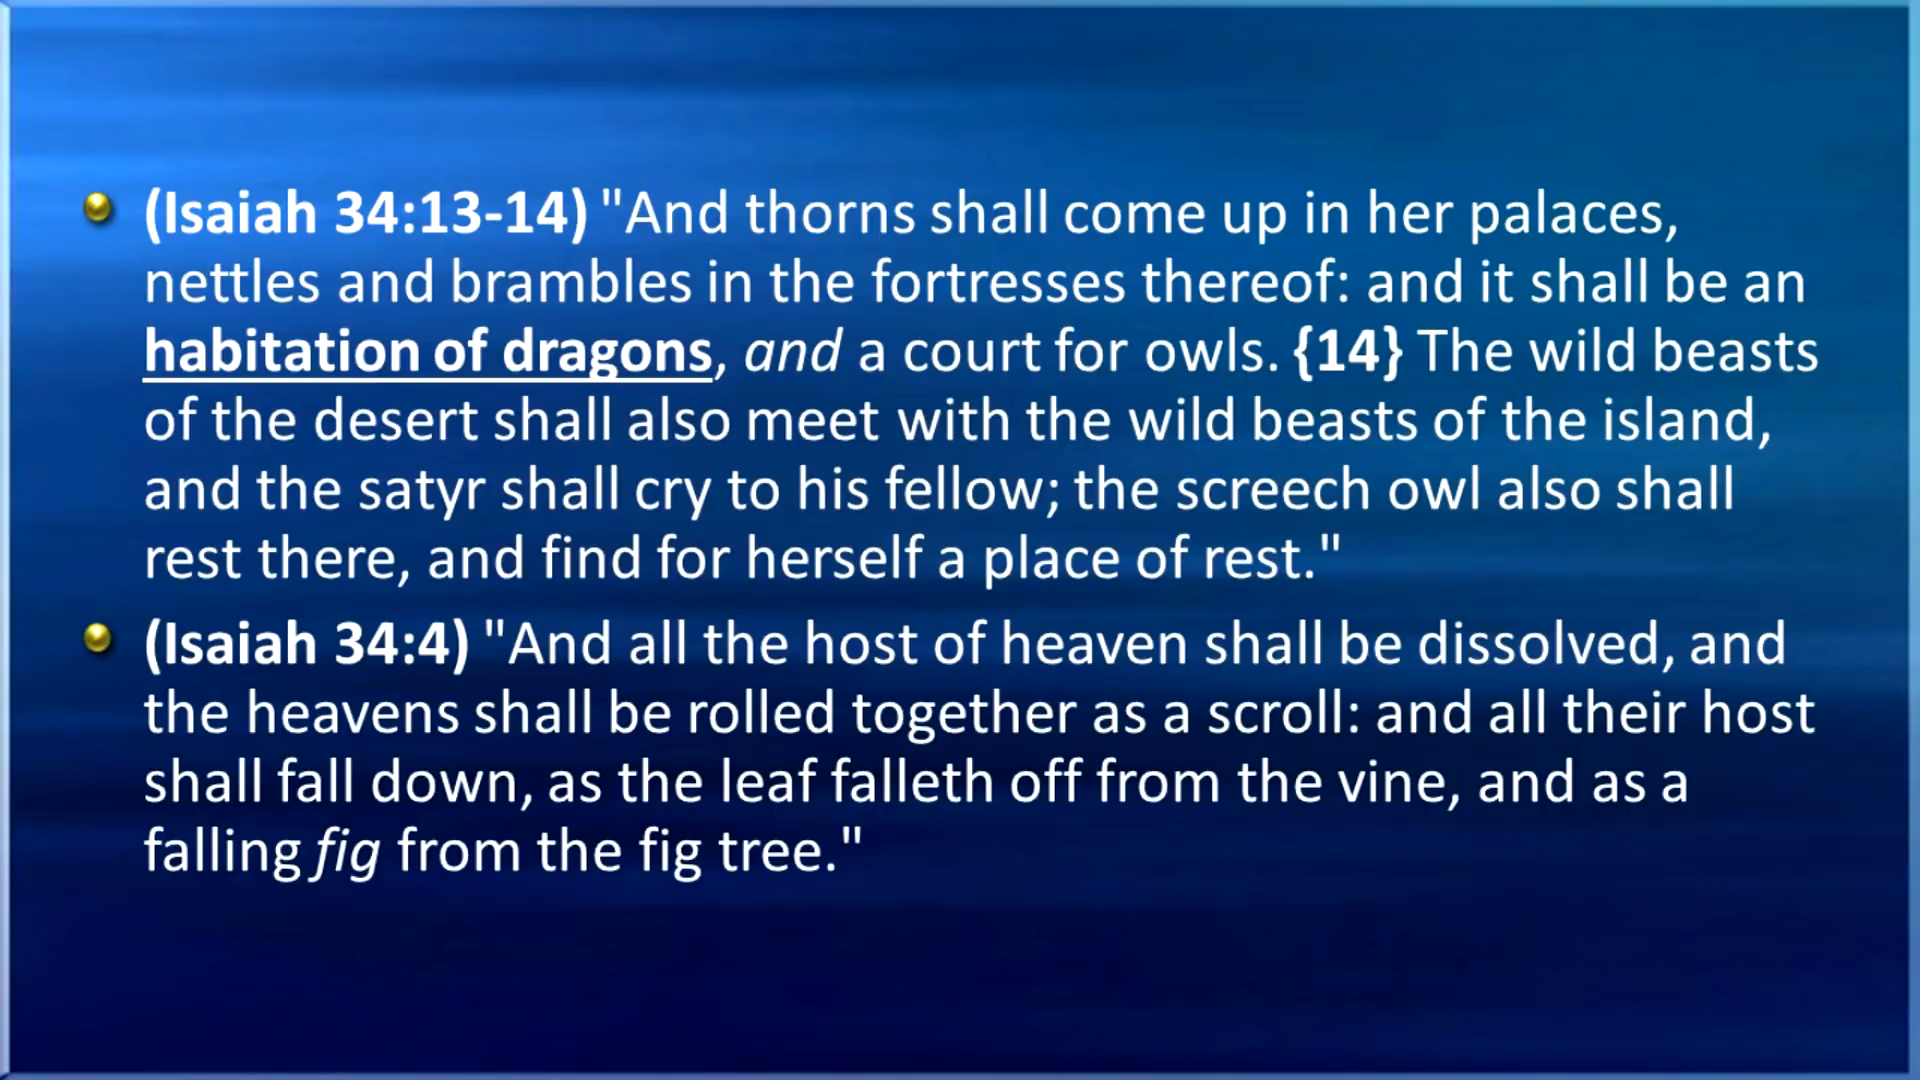 (Isaiah 34:13-14) "And thorns shall come up in her palaces,
nettles and brambles in the fortresses thereof: and it shall be an
habitation of dragons, and a court for owls. {14} The wild beasts
of the desert shall also meet with the wild beasts of the island,
and the satyr shall cry to his fellow; the screech owl also shall
rest there, and find for herself a place of rest."
(Isaiah 34:4) "And all the host of heaven shall be dissolved, and
the heavens shall be rolled together as a scroll: and all their host
shall fall down, as the leaf falleth off from the vine, and as a
falling fig from the fig tree."